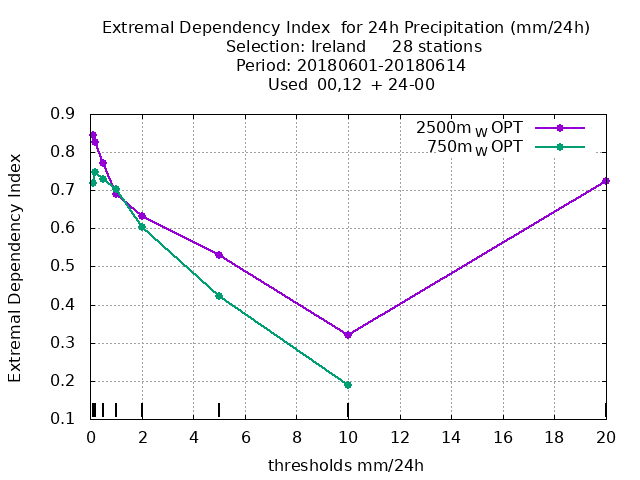 Extremal Dependency Index  for 24h Precipitation (mm/24h)
Selection: Ireland     28 stations
Period: 20180601-20180614
Used  00,12  + 24-00
2500m W OPT
750m W OPT
Extremal Dependency Index
0.9
0.8
0.7
0.6
0.5
0.4
0.3
0.2
0.1
0 2 4 6 8 10 12 14 16 18 20
thresholds mm/24h